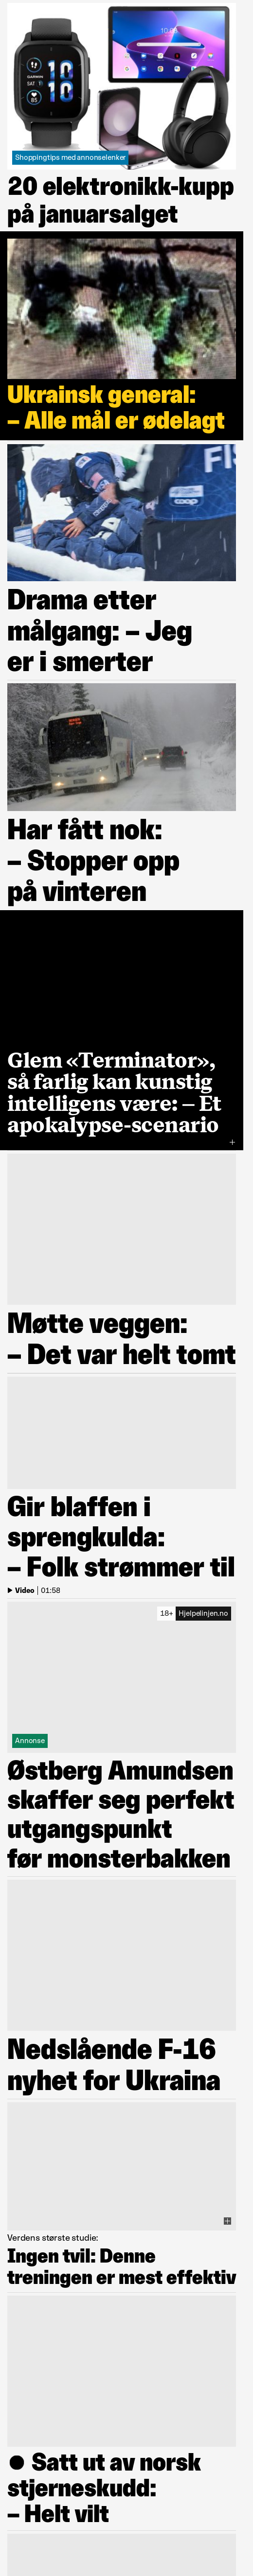 10 10
Shoppingtips med annonselenker
20 elektronikk-kupp
på januarsalget
Ukrainsk general:
– Alle mål er ødelagt
Drama etter
målgang: – Jeg
er i smerter
Har fått nok:
– Stopper opp
på vinteren
Glem «Terminator»,
så farlig kan kunstig
intelligens være: – Et
apokalypse-scenario
Møtte veggen:
– Det var helt tomt
Gir blaffen i
sprengkulda:
– Folk strømmer til
Video | 01:58
18+ Hjelpelinjen.no
Annonse
Østberg Amundsen
skaffer seg perfekt
utgangspunkt
før monsterbakken
Nedslående F-16
nyhet for Ukraina
Verdens største studie:
Ingen tvil: Denne
treningen er mest effektiv
● Satt ut av norsk
stjerneskudd:
– Helt vilt